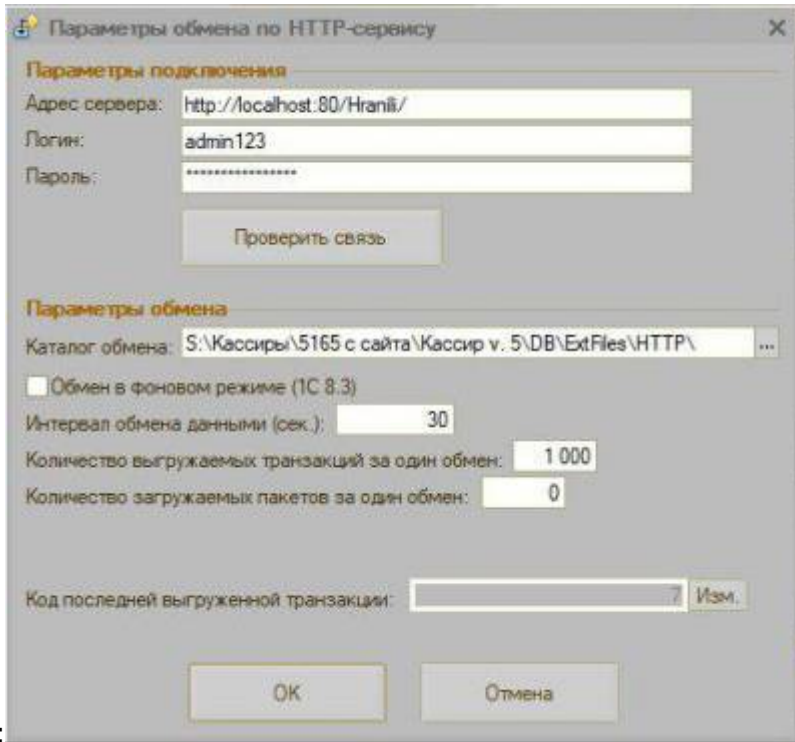 Параметры обмена по HTTP-сервису
Параметры подключения
Адрес сервера: http://localhost:80/Hranili/
Логин: admin123
Пароль: ****************
Проверить связь
Параметры обмена
Каталог обмена: S:\Кассиры\5165 с сайта\Кассир v. 5\DB\ExtFiles\HTTP\ ...
Обмен в фоновом режиме (1С 8.3)
Интервал обмена данными (сек.): 30
Количество выгружаемых транзакций за один обмен: 1 000
Количество загружаемых пакетов за один обмен: 0
Код последней выгруженной транзакции: 7 Изм.
OK Отмена
: